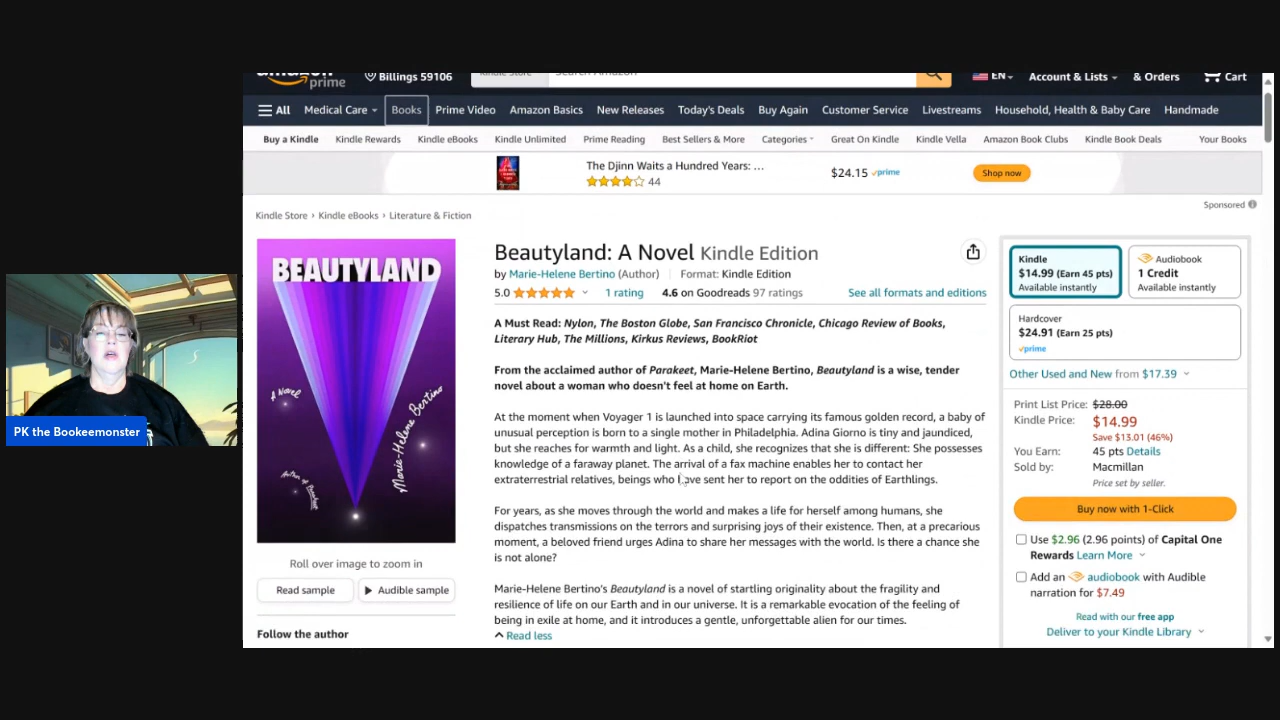 amazon prime
Billings 59106
Kindle Store
Search Amazon
EN
Account & Lists
& Orders
Cart
All
Medical Care
Books
Prime Video
Amazon Basics
New Releases
Today's Deals
Buy Again
Customer Service
Livestreams
Household, Health & Baby Care
Handmade
Buy a Kindle
Kindle Rewards
Kindle eBooks
Kindle Unlimited
Prime Reading
Best Sellers & More
Categories
Great On Kindle
Kindle Vella
Amazon Book Clubs
Kindle Book Deals
Your Books
The Djinn Waits a Hundred Years: ...
44
$24.15 prime
Shop now
Sponsored
Kindle Store › Kindle eBooks › Literature & Fiction
BEAUTYLAND
A Novel
Marie-Helene Bertino
Author of Parakeet
Roll over image to zoom in
Read sample
Audible sample
Follow the author
Beautyland: A Novel Kindle Edition
by Marie-Helene Bertino (Author) | Format: Kindle Edition
5.0 1 rating 4.6 on Goodreads 97 ratings
See all formats and editions
A Must Read: Nylon, The Boston Globe, San Francisco Chronicle, Chicago Review of Books,
Literary Hub, The Millions, Kirkus Reviews, BookRiot
From the acclaimed author of Parakeet, Marie-Helene Bertino, Beautyland is a wise, tender
novel about a woman who doesn't feel at home on Earth.
At the moment when Voyager 1 is launched into space carrying its famous golden record, a baby of
unusual perception is born to a single mother in Philadelphia. Adina Giorno is tiny and jaundiced,
but she reaches for warmth and light. As a child, she recognizes that she is different: She possesses
knowledge of a faraway planet. The arrival of a fax machine enables her to contact her
extraterrestrial relatives, beings who have sent her to report on the oddities of Earthlings.
For years, as she moves through the world and makes a life for herself among humans, she
dispatches transmissions on the terrors and surprising joys of their existence. Then, at a precarious
moment, a beloved friend urges Adina to share her messages with the world. Is there a chance she
is not alone?
Marie-Helene Bertino's Beautyland is a novel of startling originality about the fragility and
resilience of life on our Earth and in our universe. It is a remarkable evocation of the feeling of
being in exile at home, and it introduces a gentle, unforgettable alien for our times.
Read less
Kindle
$14.99 (Earn 45 pts)
Available instantly
Audiobook
1 Credit
Available instantly
Hardcover
$24.91 (Earn 25 pts)
prime
Other Used and New from $17.39
Print List Price: $28.00
Kindle Price: $14.99
Save $13.01 (46%)
You Earn: 45 pts Details
Sold by: Macmillan
Price set by seller.
Buy now with 1-Click
Use $2.96 (2.96 points) of Capital One
Rewards Learn More
Add an audiobook with Audible
narration for $7.49
Read with our free app
Deliver to your Kindle Library
PK the Bookeemonster